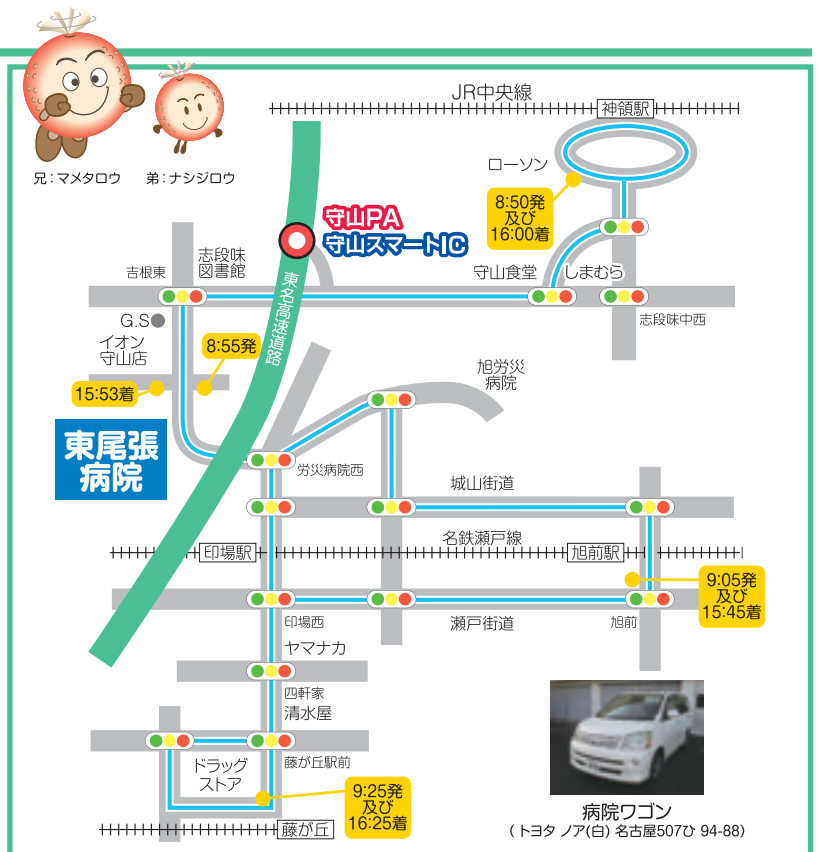 JR中央線
神領駅
兄：マメタロウ
弟：ナシジロウ
ローソン
8:50発
及び
16:00着
守山PA
守山スマートIC
志段味
図書館
吉根東
守山食堂
しまむら
東名高速道路
G.S
志段味中西
イオン
守山店
8:55発
15:53着
旭労災
病院
東尾張
病院
労災病院西
城山街道
名鉄瀬戸線
印場駅
旭前駅
9:05発
及び
15:45着
印場西
瀬戸街道
旭前
ヤマナカ
四軒家
清水屋
藤が丘駅前
ドラッグ
ストア
9:25発
及び
16:25着
藤が丘
病院ワゴン
（トヨタ ノア(白) 名古屋507ひ 94-88）